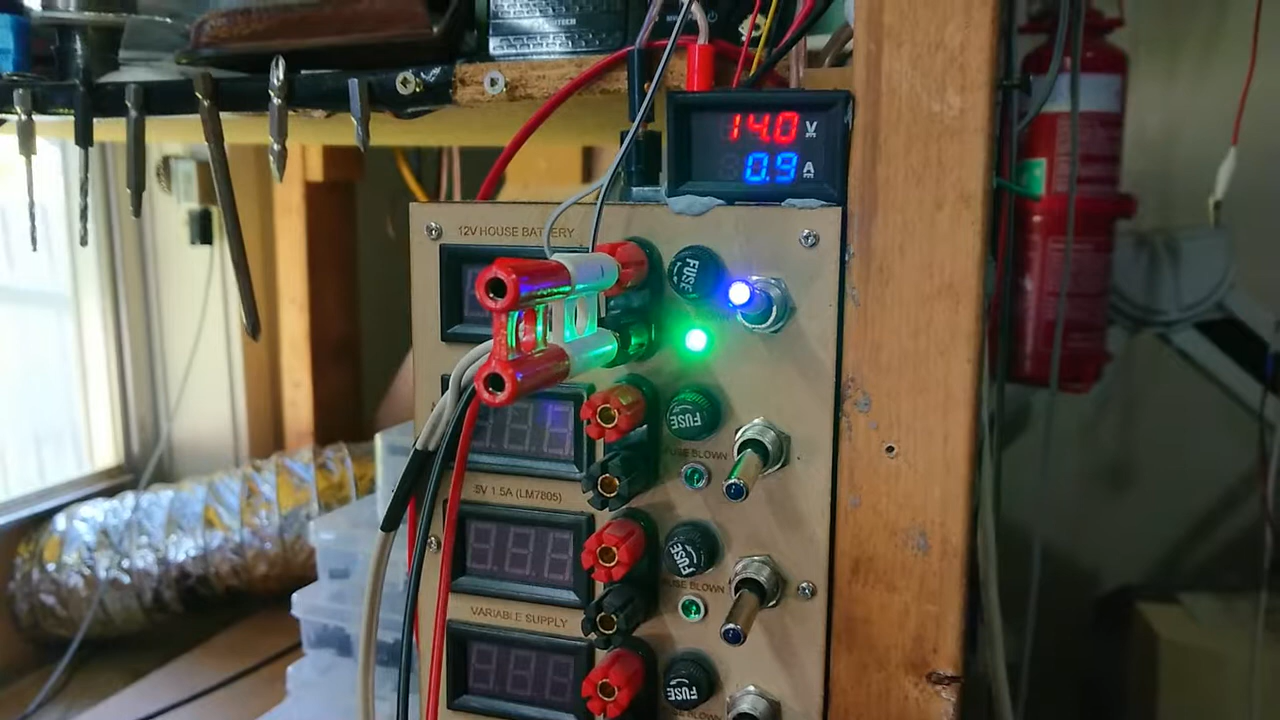 14.0 V
0.9 A
12V HOUSE BATTERY
FUSE
FUSE
FUSE BLOWN
5V 1.5A (LM7805)
FUSE
FUSE BLOWN
VARIABLE SUPPLY
FUSE